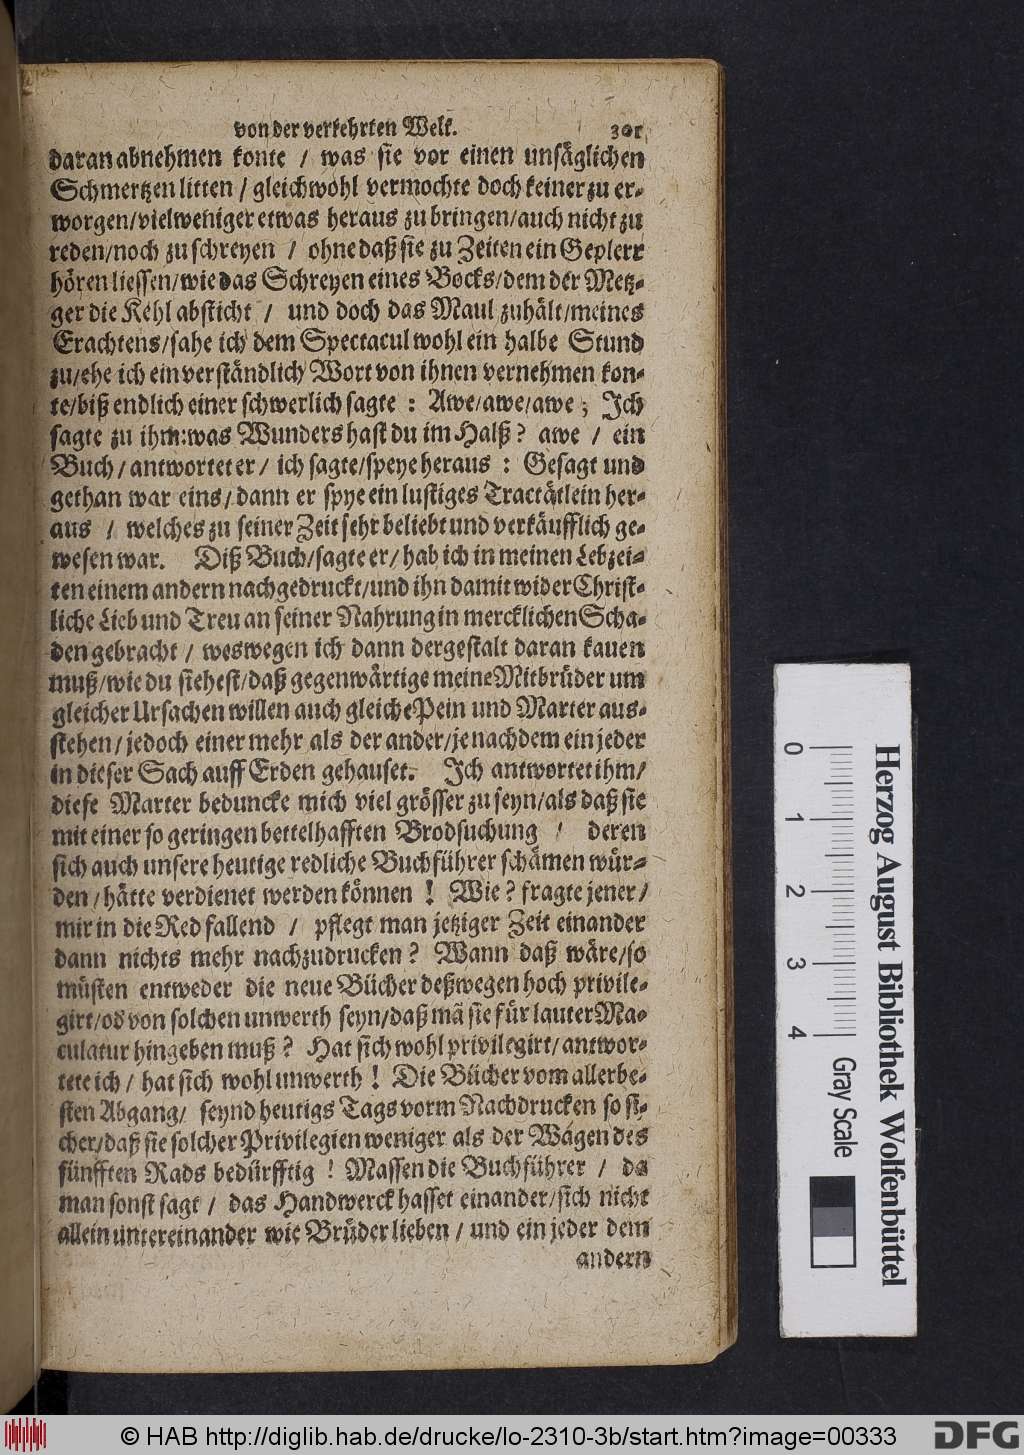 von der verkehrten Welt. 301
daran abnehmen konte / was sie vor einen unsäglichen
Schmertzen litten / gleichwohl vermochte doch keiner zu er-
worgen/vielweniger etwas heraus zu bringen/auch nicht zu
reden/noch zu schreyen / ohne daß sie zu Zeiten ein Geplerr
hören liessen/wie das Schreyen eines Bocks/dem der Metz-
ger die Kehl absticht / und doch das Maul zuhält/meines
Erachtens/sahe ich dem Spectacul wohl ein halbe Stund
zu/ehe ich ein verständlich Wort von ihnen vernehmen kon-
te/biß endlich einer schwerlich sagte : Awe/awe/awe ; Ich
sagte zu ihm:was Wunders hast du im Halß? awe / ein
Buch/antwortet er/ ich sagte/speye heraus : Gesagt und
gethan war eins/dann er spye ein lustiges Tractätlein her-
aus / welches zu seiner Zeit sehr beliebt und verkäufflich ge-
wesen war. Diß Buch/sagte er/ hab ich in meinen Lebzei-
ten einem andern nachgedruckt/und ihn damit wider Christ-
liche Lieb und Treu an seiner Nahrung in mercklichen Scha-
den gebracht / weswegen ich dann dergestalt daran kauen
muß/wie du siehest/daß gegenwärtige meine Mitbrüder um
gleicher Ursachen willen auch gleiche Pein und Marter aus-
stehen/jedoch einer mehr als der ander/je nachdem ein jeder
in dieser Sach auff Erden gehauset. Ich antwortet ihm/
diese Marter beduncke mich viel grösser zu seyn/als daß sie
mit einer so geringen bettelhafften Brodsuchung / deren
sich auch unsere heutige redliche Buchführer schämen wür-
den / hätte verdienet werden können ! Wie? fragte jener/
mir in die Red fallend / pflegt man jetziger Zeit einander
dann nichts mehr nachzudrucken? Wann daß wäre/so
müsten entweder die neue Bücher deßwegen hoch privile-
girt/od von solchen unwerth seyn/daß mã sie für lauter Ma-
culatur hingeben muß? Hat sich wohl privilegirt/antwor-
tete ich / hat sich wohl unwerth ! Die Bücher vom allerbe-
sten Abgang/ seynd heutigs Tags vorm Nachdrucken so si-
cher/daß sie solcher Privilegien weniger als der Wägen des
fünfften Rads bedürfftig ! Massen die Buchführer / da
man sonst sagt / das Handwerck hasset einander/sich nicht
allein untereinander wie Brüder lieben / und ein jeder dem
andern
0 1 2 3 4
Gray Scale
Herzog August Bibliothek Wolfenbüttel
© HAB http://diglib.hab.de/drucke/lo-2310-3b/start.htm?image=00333
DFG